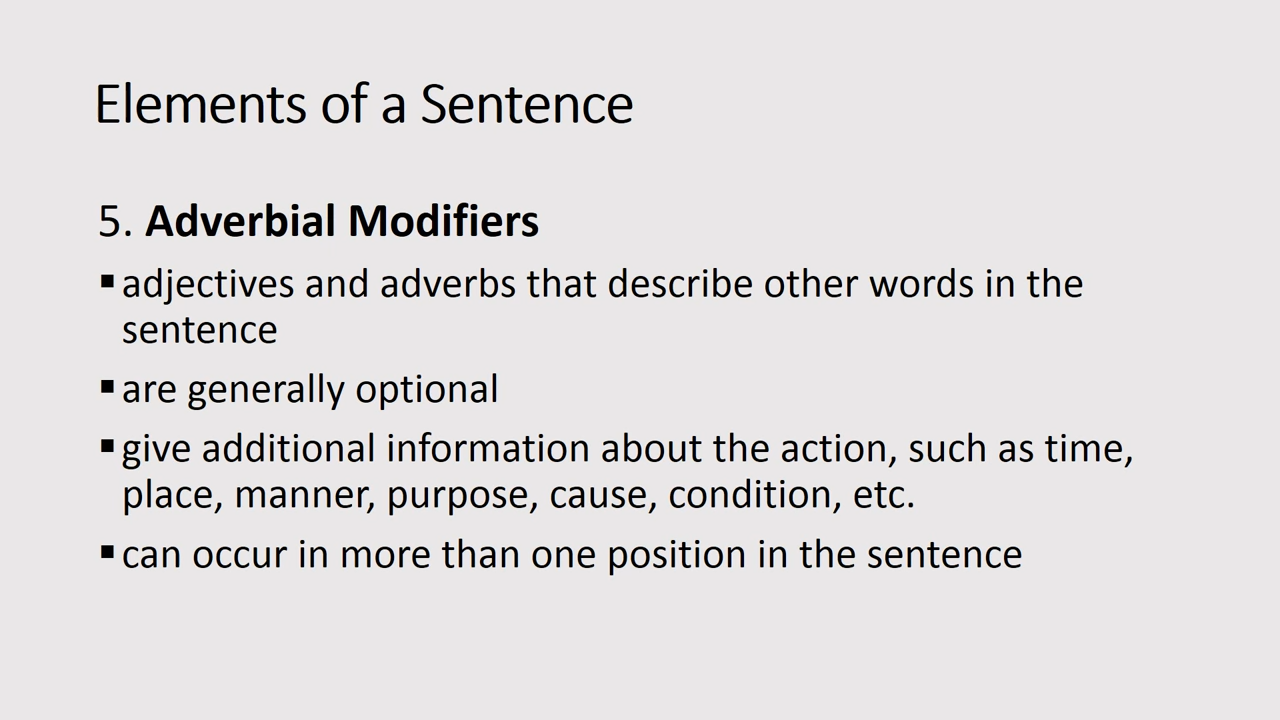 Elements of a Sentence
5. Adverbial Modifiers
▪ adjectives and adverbs that describe other words in the
sentence
▪ are generally optional
▪ give additional information about the action, such as time,
place, manner, purpose, cause, condition, etc.
▪ can occur in more than one position in the sentence